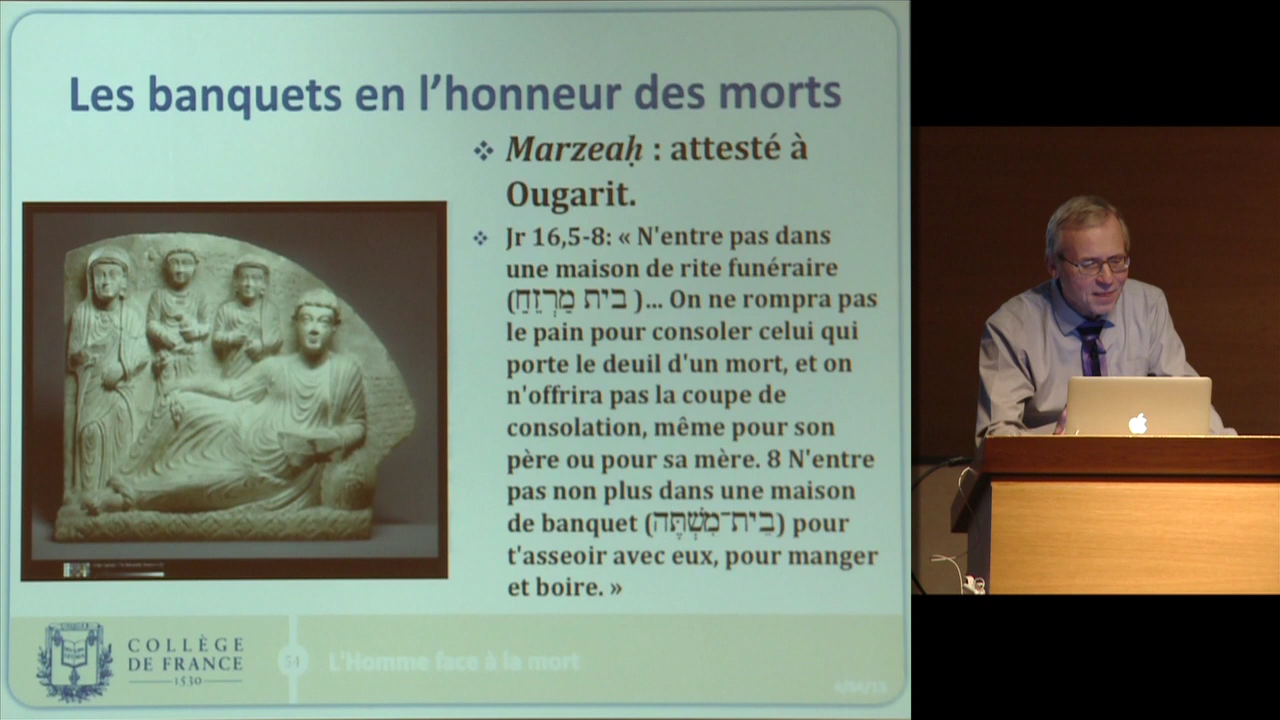 Les banquets en l'honneur des morts
❖ Marzeaḥ : attesté à
Ougarit.
❖ Jr 16,5-8: « N'entre pas dans
une maison de rite funéraire
(בית מַרְזֵחַ )... On ne rompra pas
le pain pour consoler celui qui
porte le deuil d'un mort, et on
n'offrira pas la coupe de
consolation, même pour son
père ou pour sa mère. 8 N'entre
pas non plus dans une maison
de banquet (בֵית־מִשְׁתֶּה) pour
t'asseoir avec eux, pour manger
et boire. »
COLLÈGE
DE FRANCE
1530
54
L'Homme face à la mort